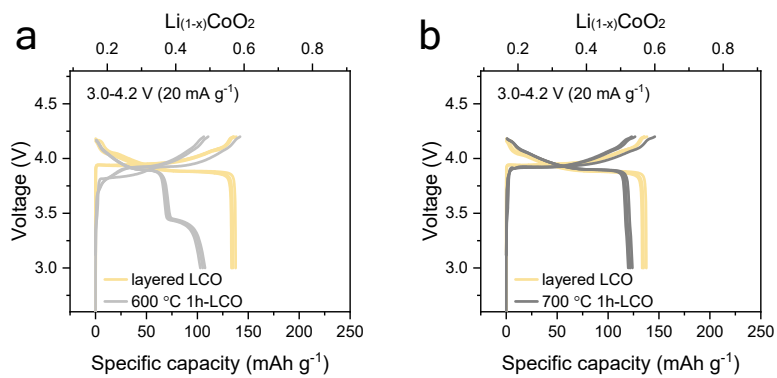 a
Li(1-x)CoO2
0.2 0.4 0.6 0.8
3.0-4.2 V (20 mA g-1)
Voltage (V)
4.5
4.0
3.5
3.0
layered LCO
600 °C 1h-LCO
0 50 100 150 200 250
Specific capacity (mAh g-1)
b
Li(1-x)CoO2
0.2 0.4 0.6 0.8
3.0-4.2 V (20 mA g-1)
Voltage (V)
4.5
4.0
3.5
3.0
layered LCO
700 °C 1h-LCO
0 50 100 150 200 250
Specific capacity (mAh g-1)